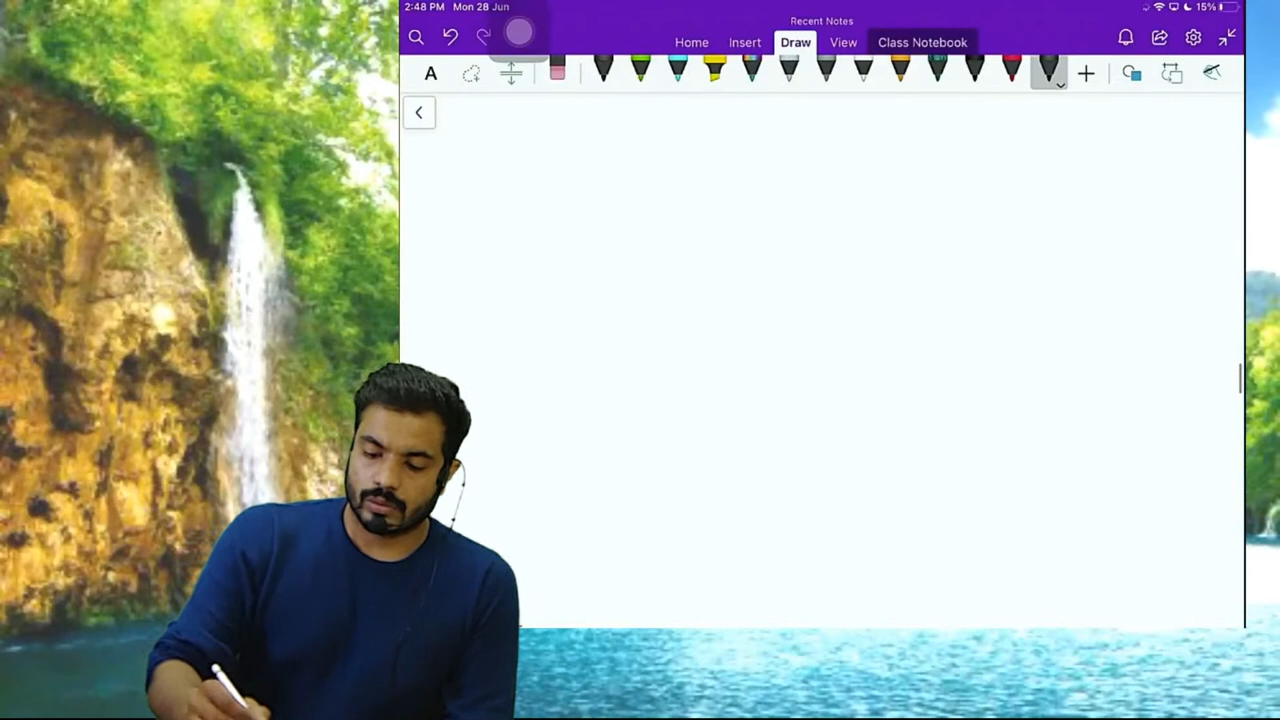 2:48 PM Mon 28 Jun 15%
Recent Notes
Home Insert Draw View Class Notebook
A